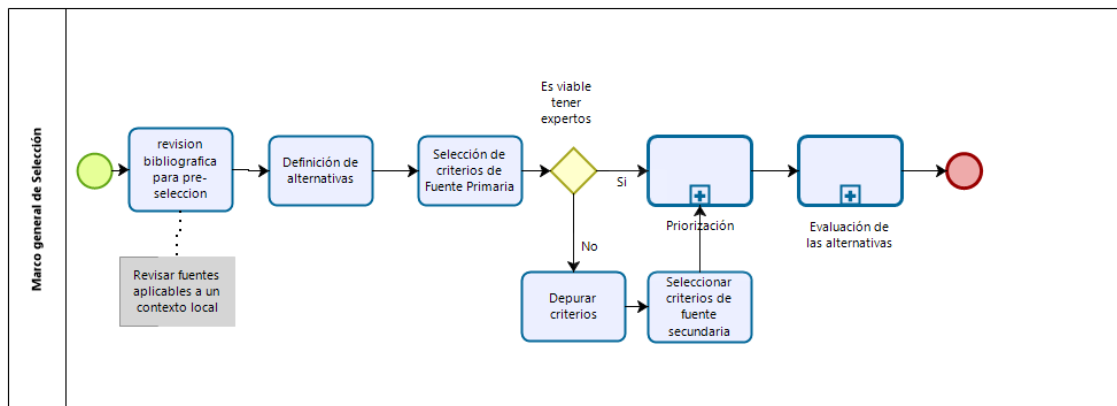 Marco general de Selección
revision
bibliografica
para pre-
seleccion
Revisar fuentes
aplicables a un
contexto local
Definición de
alternativas
Selección de
criterios de
Fuente Primaria
Es viable
tener
expertos
Si
No
Depurar
criterios
Seleccionar
criterios de
fuente
secundaria
Priorización
Evaluación de
las alternativas